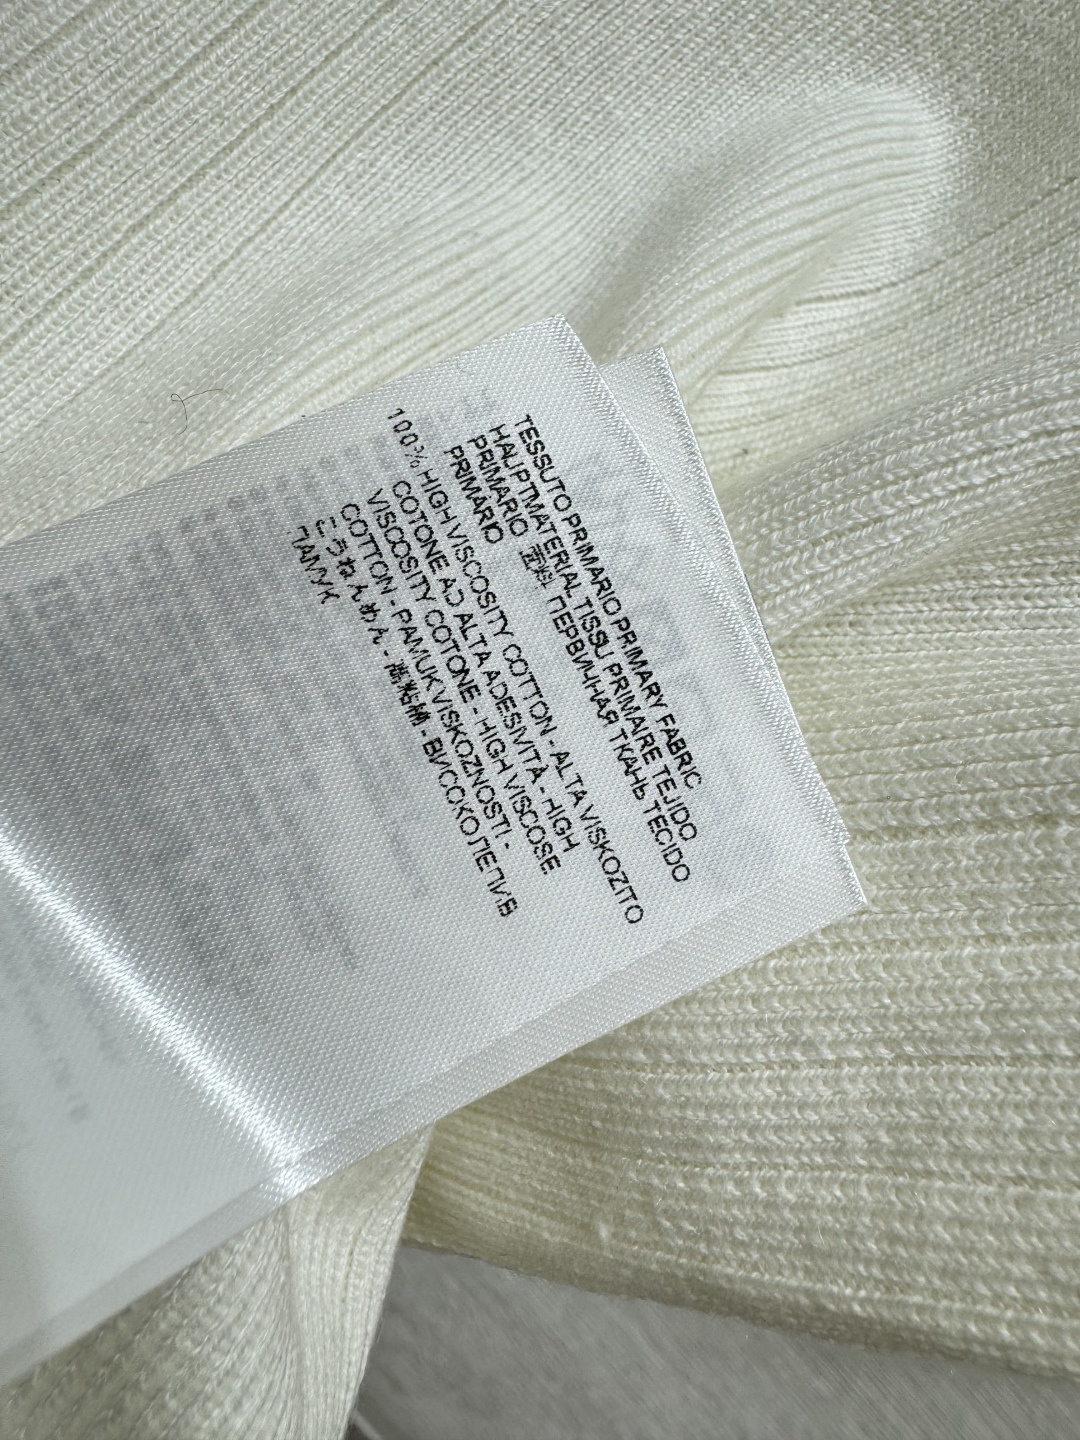 TESSUTO PRIMARIO PRIMARY FABRIC
HAUPTMATERIAL TISSU PRIMAIRE TEJIDO
PRIMARIO 面料 ПЕРВИЧНАЯ ТКАНЬ TECIDO
PRIMARIO
100% HIGH VISCOSITY COTTON - ALTA VISKOZITO
COTONE AD ALTA ADESIVITÀ - HIGH
VISCOSITY COTONE - HIGH VISCOSE
COTTON - PAMUK VISKOZNOSTI -
こうねんめん - 高粘棉 - ВИСОКО ЛЕПИВ
ПАМУК